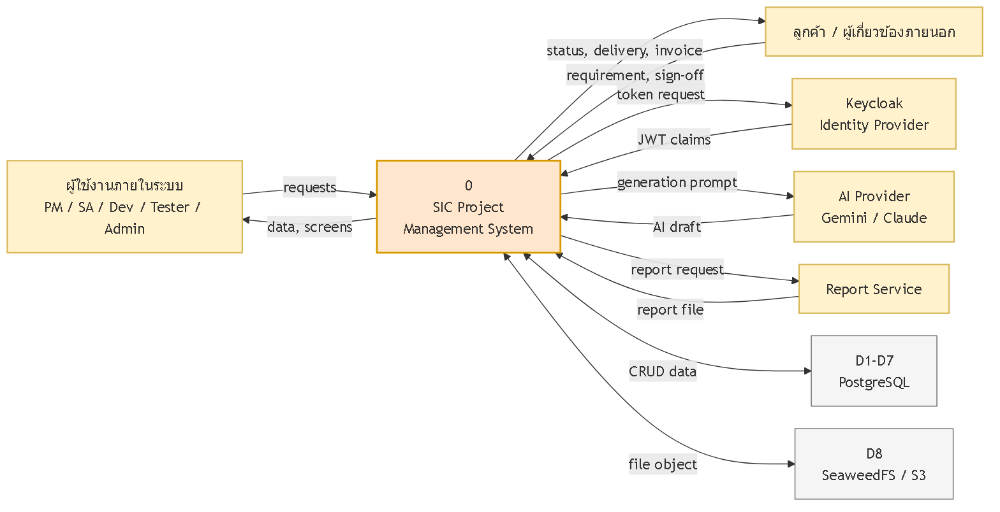 ลูกค้า / ผู้เกี่ยวข้องภายนอก
status, delivery, invoice
requirement, sign-off
token request
Keycloak
Identity Provider
JWT claims
ผู้ใช้งานภายในระบบ
PM / SA / Dev / Tester /
Admin
requests
data, screens
0
SIC Project
Management System
generation prompt
AI Provider
Gemini / Claude
AI draft
report request
Report Service
report file
D1-D7
PostgreSQL
CRUD data
D8
SeaweedFS / S3
file object